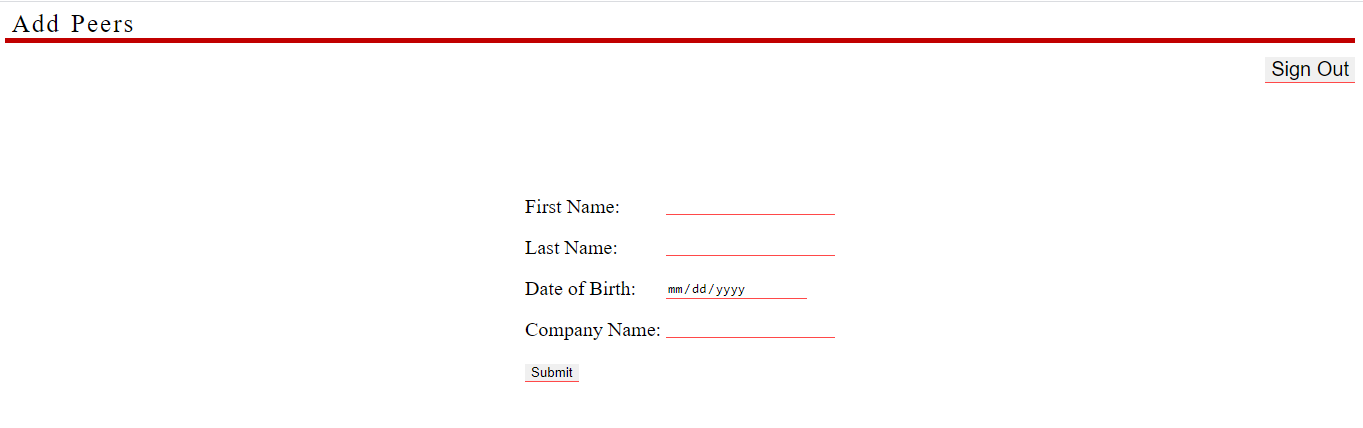 Add Peers
Sign Out
First Name:
Last Name:
Date of Birth: mm/dd/yyyy
Company Name:
Submit